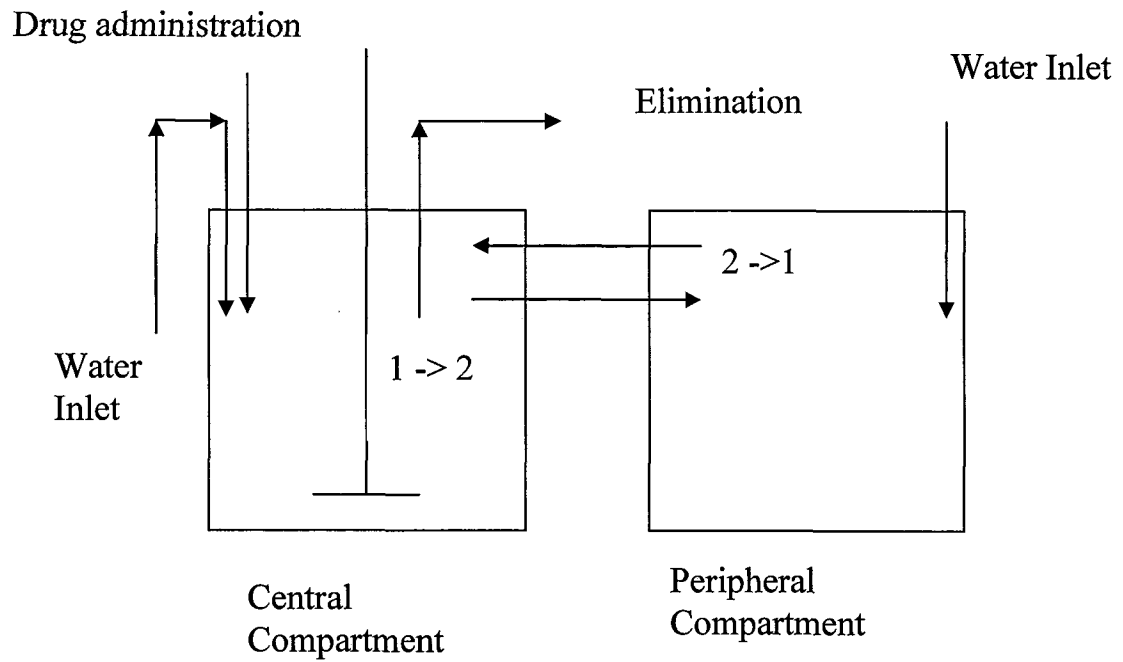 Drug administration
Water Inlet
Elimination
2 ->1
1 -> 2
Water
Inlet
Central
Compartment
Peripheral
Compartment